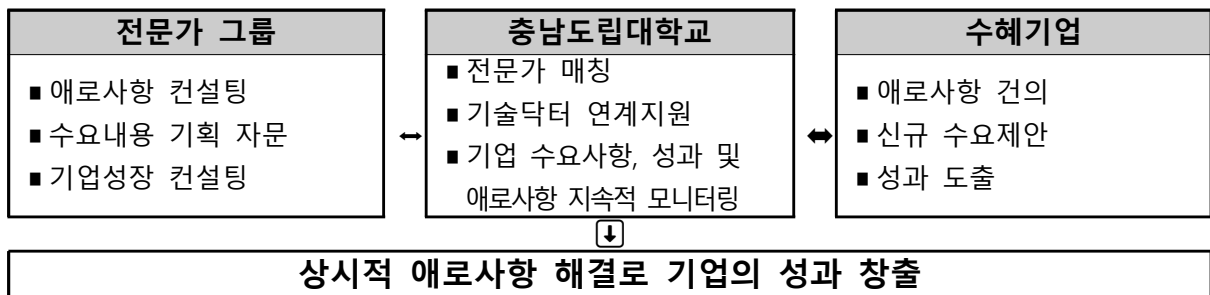 전문가 그룹
■ 애로사항 컨설팅
■ 수요내용 기획 자문
■ 기업성장 컨설팅
↔
충남도립대학교
■ 전문가 매칭
■ 기술닥터 연계지원
■ 기업 수요사항, 성과 및
애로사항 지속적 모니터링
⬌
수혜기업
■ 애로사항 건의
■ 신규 수요제안
■ 성과 도출
⬇
상시적 애로사항 해결로 기업의 성과 창출